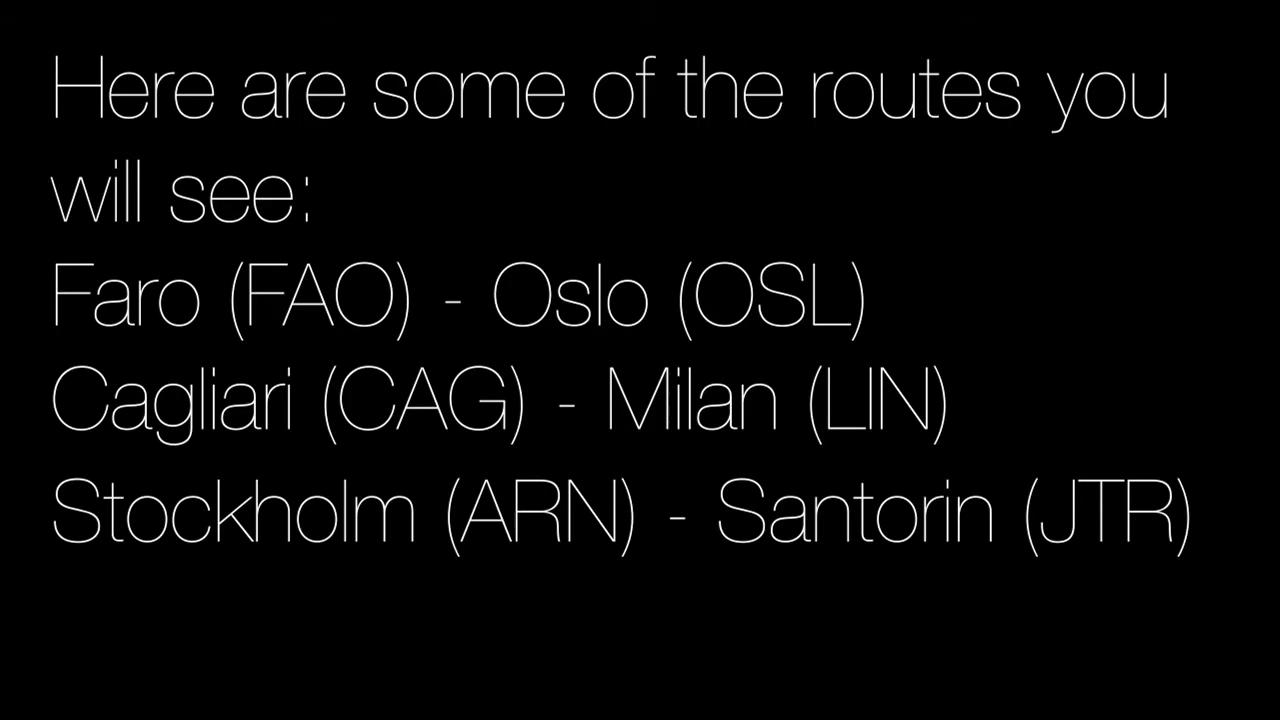 Here are some of the routes you
will see:
Faro (FAO) - Oslo (OSL)
Cagliari (CAG) - Milan (LIN)
Stockholm (ARN) - Santorin (JTR)